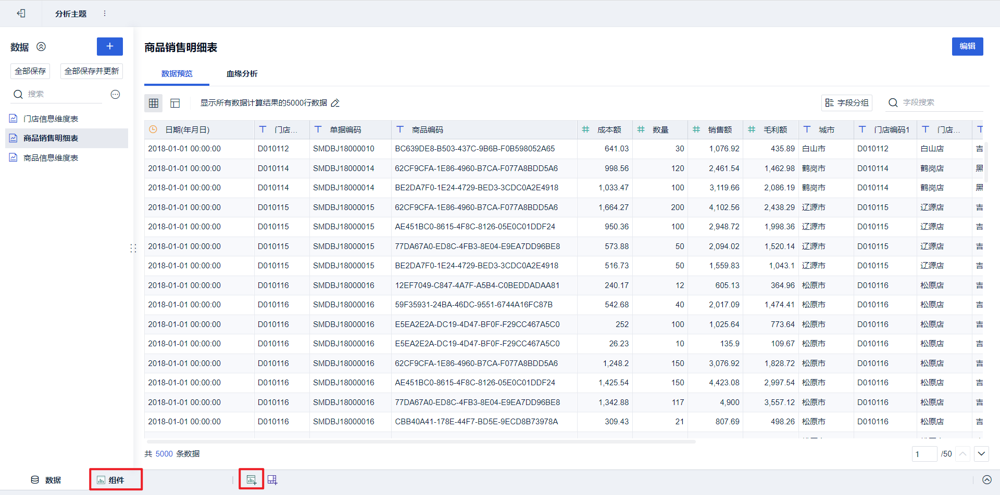 分析主题
数据
+
全部保存 全部保存并更新
搜索
门店信息维度表
商品销售明细表
商品信息维度表
商品销售明细表
编辑
数据预览 血缘分析
显示所有数据计算结果的5000行数据
字段分组 字段搜索
日期(年月日) 门店... 单据编码 商品编码 成本额 数量 销售额 毛利额 城市 门店编码1 门店...
2018-01-01 00:00:00 D010112 SMDBJ18000010 BC639DE8-B503-437C-9B6B-F0B598052A65 641.03 30 1,076.92 435.89 白山市 D010112 白山店 吉
2018-01-01 00:00:00 D010114 SMDBJ18000014 62CF9CFA-1E86-4960-B7CA-F077A8BDD5A6 998.56 120 2,461.54 1,462.98 鹤岗市 D010114 鹤岗店 黑
2018-01-01 00:00:00 D010114 SMDBJ18000014 BE2DA7F0-1E24-4729-BED3-3CDC0A2E4918 1,033.47 100 3,119.66 2,086.19 鹤岗市 D010114 鹤岗店 黑
2018-01-01 00:00:00 D010115 SMDBJ18000015 62CF9CFA-1E86-4960-B7CA-F077A8BDD5A6 1,664.27 200 4,102.56 2,438.29 辽源市 D010115 辽源店 吉
2018-01-01 00:00:00 D010115 SMDBJ18000015 AE451BC0-8615-4F8C-8126-05E0C01DDF24 950.36 100 2,948.72 1,998.36 辽源市 D010115 辽源店 吉
2018-01-01 00:00:00 D010115 SMDBJ18000015 77DA67A0-ED8C-4FB3-8E04-E9EA7DD96BE8 573.88 50 2,094.02 1,520.14 辽源市 D010115 辽源店 吉
2018-01-01 00:00:00 D010115 SMDBJ18000015 BE2DA7F0-1E24-4729-BED3-3CDC0A2E4918 516.73 50 1,559.83 1,043.1 辽源市 D010115 辽源店 吉
2018-01-01 00:00:00 D010116 SMDBJ18000016 12EF7049-C847-4A7F-A5B4-C0BEDDADAA81 240.17 12 605.13 364.96 松原市 D010116 松原店 吉
2018-01-01 00:00:00 D010116 SMDBJ18000016 59F35931-24BA-46DC-9551-6744A16FC87B 542.68 40 2,017.09 1,474.41 松原市 D010116 松原店 吉
2018-01-01 00:00:00 D010116 SMDBJ18000016 E5EA2E2A-DC19-4D47-BF0F-F29CC467A5C0 252 100 1,025.64 773.64 松原市 D010116 松原店 吉
2018-01-01 00:00:00 D010116 SMDBJ18000016 E5EA2E2A-DC19-4D47-BF0F-F29CC467A5C0 26.23 10 135.9 109.67 松原市 D010116 松原店 吉
2018-01-01 00:00:00 D010116 SMDBJ18000016 62CF9CFA-1E86-4960-B7CA-F077A8BDD5A6 1,248.2 150 3,076.92 1,828.72 松原市 D010116 松原店 吉
2018-01-01 00:00:00 D010116 SMDBJ18000016 AE451BC0-8615-4F8C-8126-05E0C01DDF24 1,425.54 150 4,423.08 2,997.54 松原市 D010116 松原店 吉
2018-01-01 00:00:00 D010116 SMDBJ18000016 77DA67A0-ED8C-4FB3-8E04-E9EA7DD96BE8 1,342.88 117 4,900 3,557.12 松原市 D010116 松原店 吉
2018-01-01 00:00:00 D010116 SMDBJ18000016 CBB40A41-178E-44F7-BD5E-9ECD8B73978A 309.43 21 807.69 498.26 松原市 D010116 松原店 吉
共 5000 条数据
1 /50
数据 组件